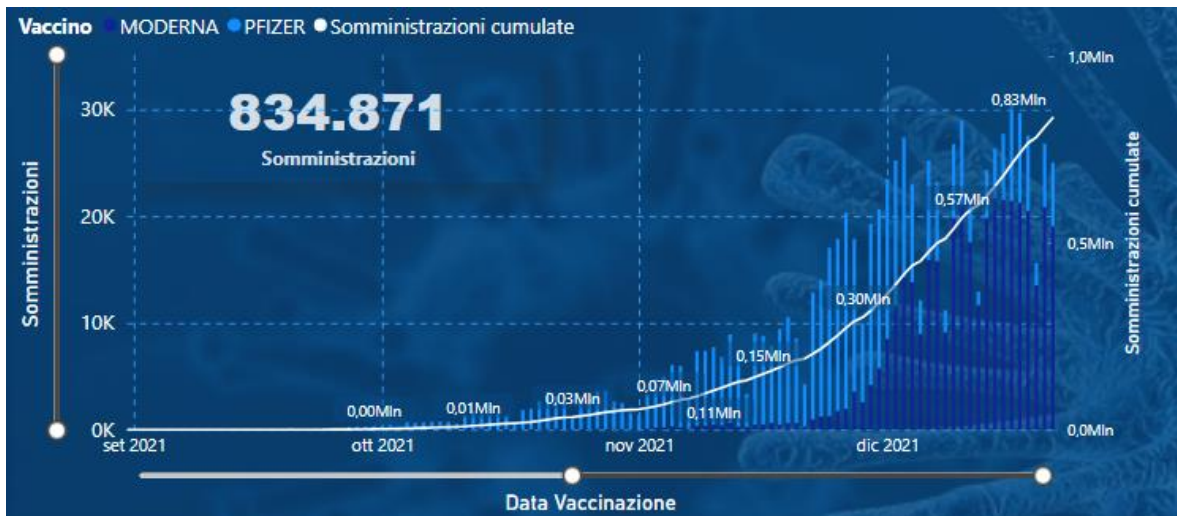 Vaccino MODERNA PFIZER Somministrazioni cumulate
834.871
Somministrazioni
Somministrazioni
30K
20K
10K
0K
1,0Mln
0,5Mln
0,0Mln
Somministrazioni cumulate
0,00Mln
0,01Mln
0,03Mln
0,07Mln
0,11Mln
0,15Mln
0,30Mln
0,57Mln
0,83Mln
set 2021
ott 2021
nov 2021
dic 2021
Data Vaccinazione